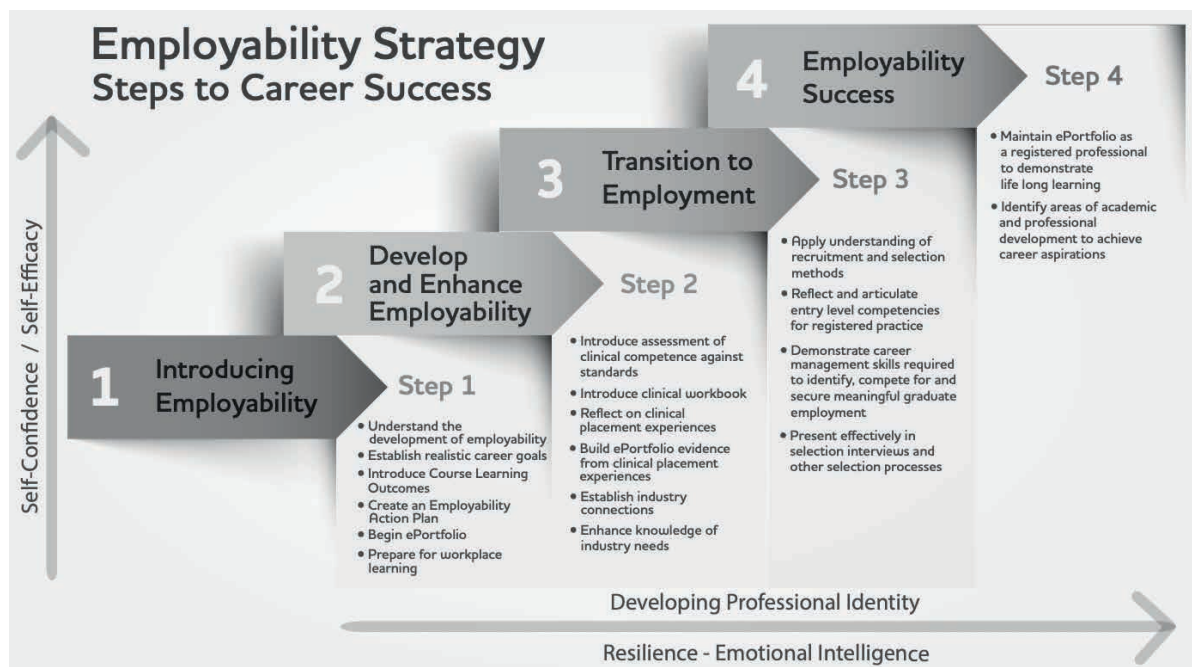 Employability Strategy
Steps to Career Success
Self-Confidence / Self-Efficacy
1
Introducing
Employability
Step 1
• Understand the
development of employability
• Establish realistic career goals
• Introduce Course Learning
Outcomes
• Create an Employability
Action Plan
• Begin ePortfolio
• Prepare for workplace
learning
2
Develop
and Enhance
Employability
Step 2
• Introduce assessment of
clinical competence against
standards
• Introduce clinical workbook
• Reflect on clinical
placement experiences
• Build ePortfolio evidence
from clinical placement
experiences
• Establish industry
connections
• Enhance knowledge of
industry needs
3
Transition to
Employment
Step 3
• Apply understanding of
recruitment and selection
methods
• Reflect and articulate
entry level competencies
for registered practice
• Demonstrate career
management skills required
to identify, compete for and
secure meaningful graduate
employment
• Present effectively in
selection interviews and
other selection processes
4
Employability
Success
Step 4
• Maintain ePortfolio as
a registered professional
to demonstrate
life long learning
• Identify areas of academic
and professional
development to achieve
career aspirations
Developing Professional Identity
Resilience - Emotional Intelligence